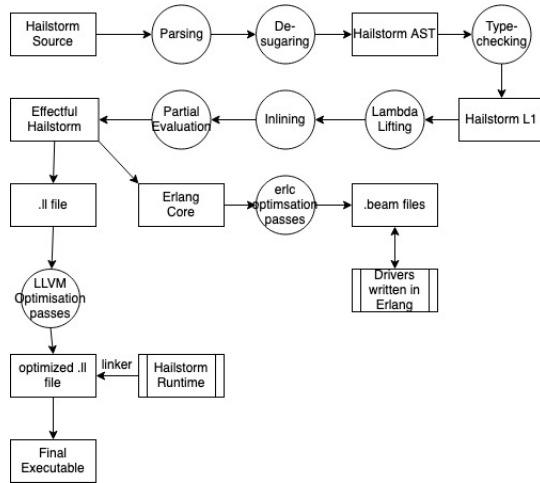 Hailstorm
Source
Parsing
De-
sugaring
Hailstorm AST
Type-
checking
Effectful
Hailstorm
Partial
Evaluation
Inlining
Lambda
Lifting
Hailstorm L1
.ll file
Erlang
Core
erlc
optimsation
passes
.beam files
LLVM
Optimisation
passes
Drivers
written in
Erlang
optimized .ll
file
linker
Hailstorm
Runtime
Final
Executable